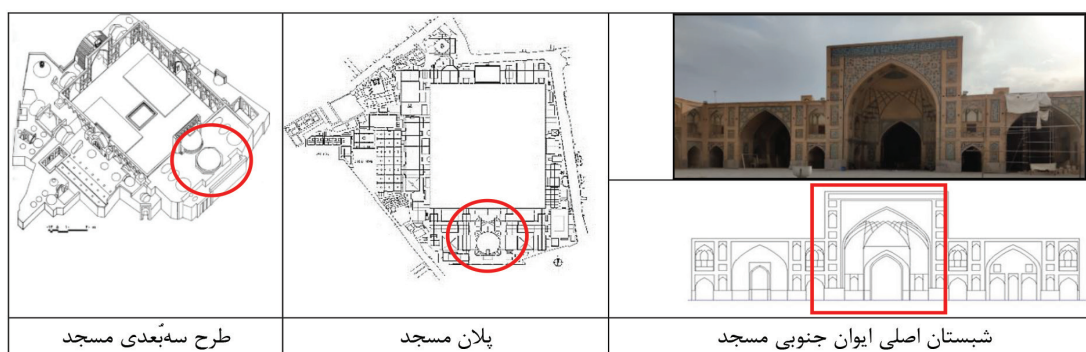 شبستان اصلی ایوان جنوبی مسجد
پلان مسجد
طرح سه‌بُعدی مسجد